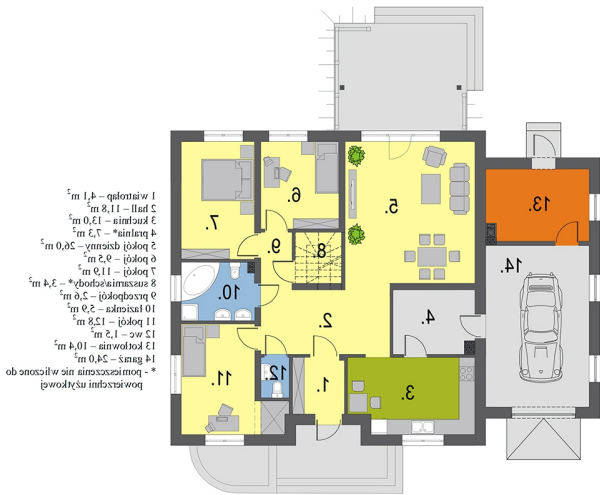 1 wiatrołap – 4,1 m²
2 hall – 11,8 m²
3 kuchnia – 13,0 m²
4 pralnia* – 7,3 m²
5 pokój dzienny – 26,0 m²
6 pokój – 9,5 m²
7 pokój – 11,9 m²
8 suszarnia/schody* – 3,4 m²
9 przedpokój – 2,6 m²
10 łazienka – 5,9 m²
11 pokój – 12,8 m²
12 wc – 1,5 m²
13 kotłownia – 10,4 m²
14 garaż – 24,0 m²
* - pomieszczenia nie wliczone do
powierzchni użytkowej
7.
6.
5.
13.
9.
8.
14.
10.
2.
4.
11.
12.
1.
3.